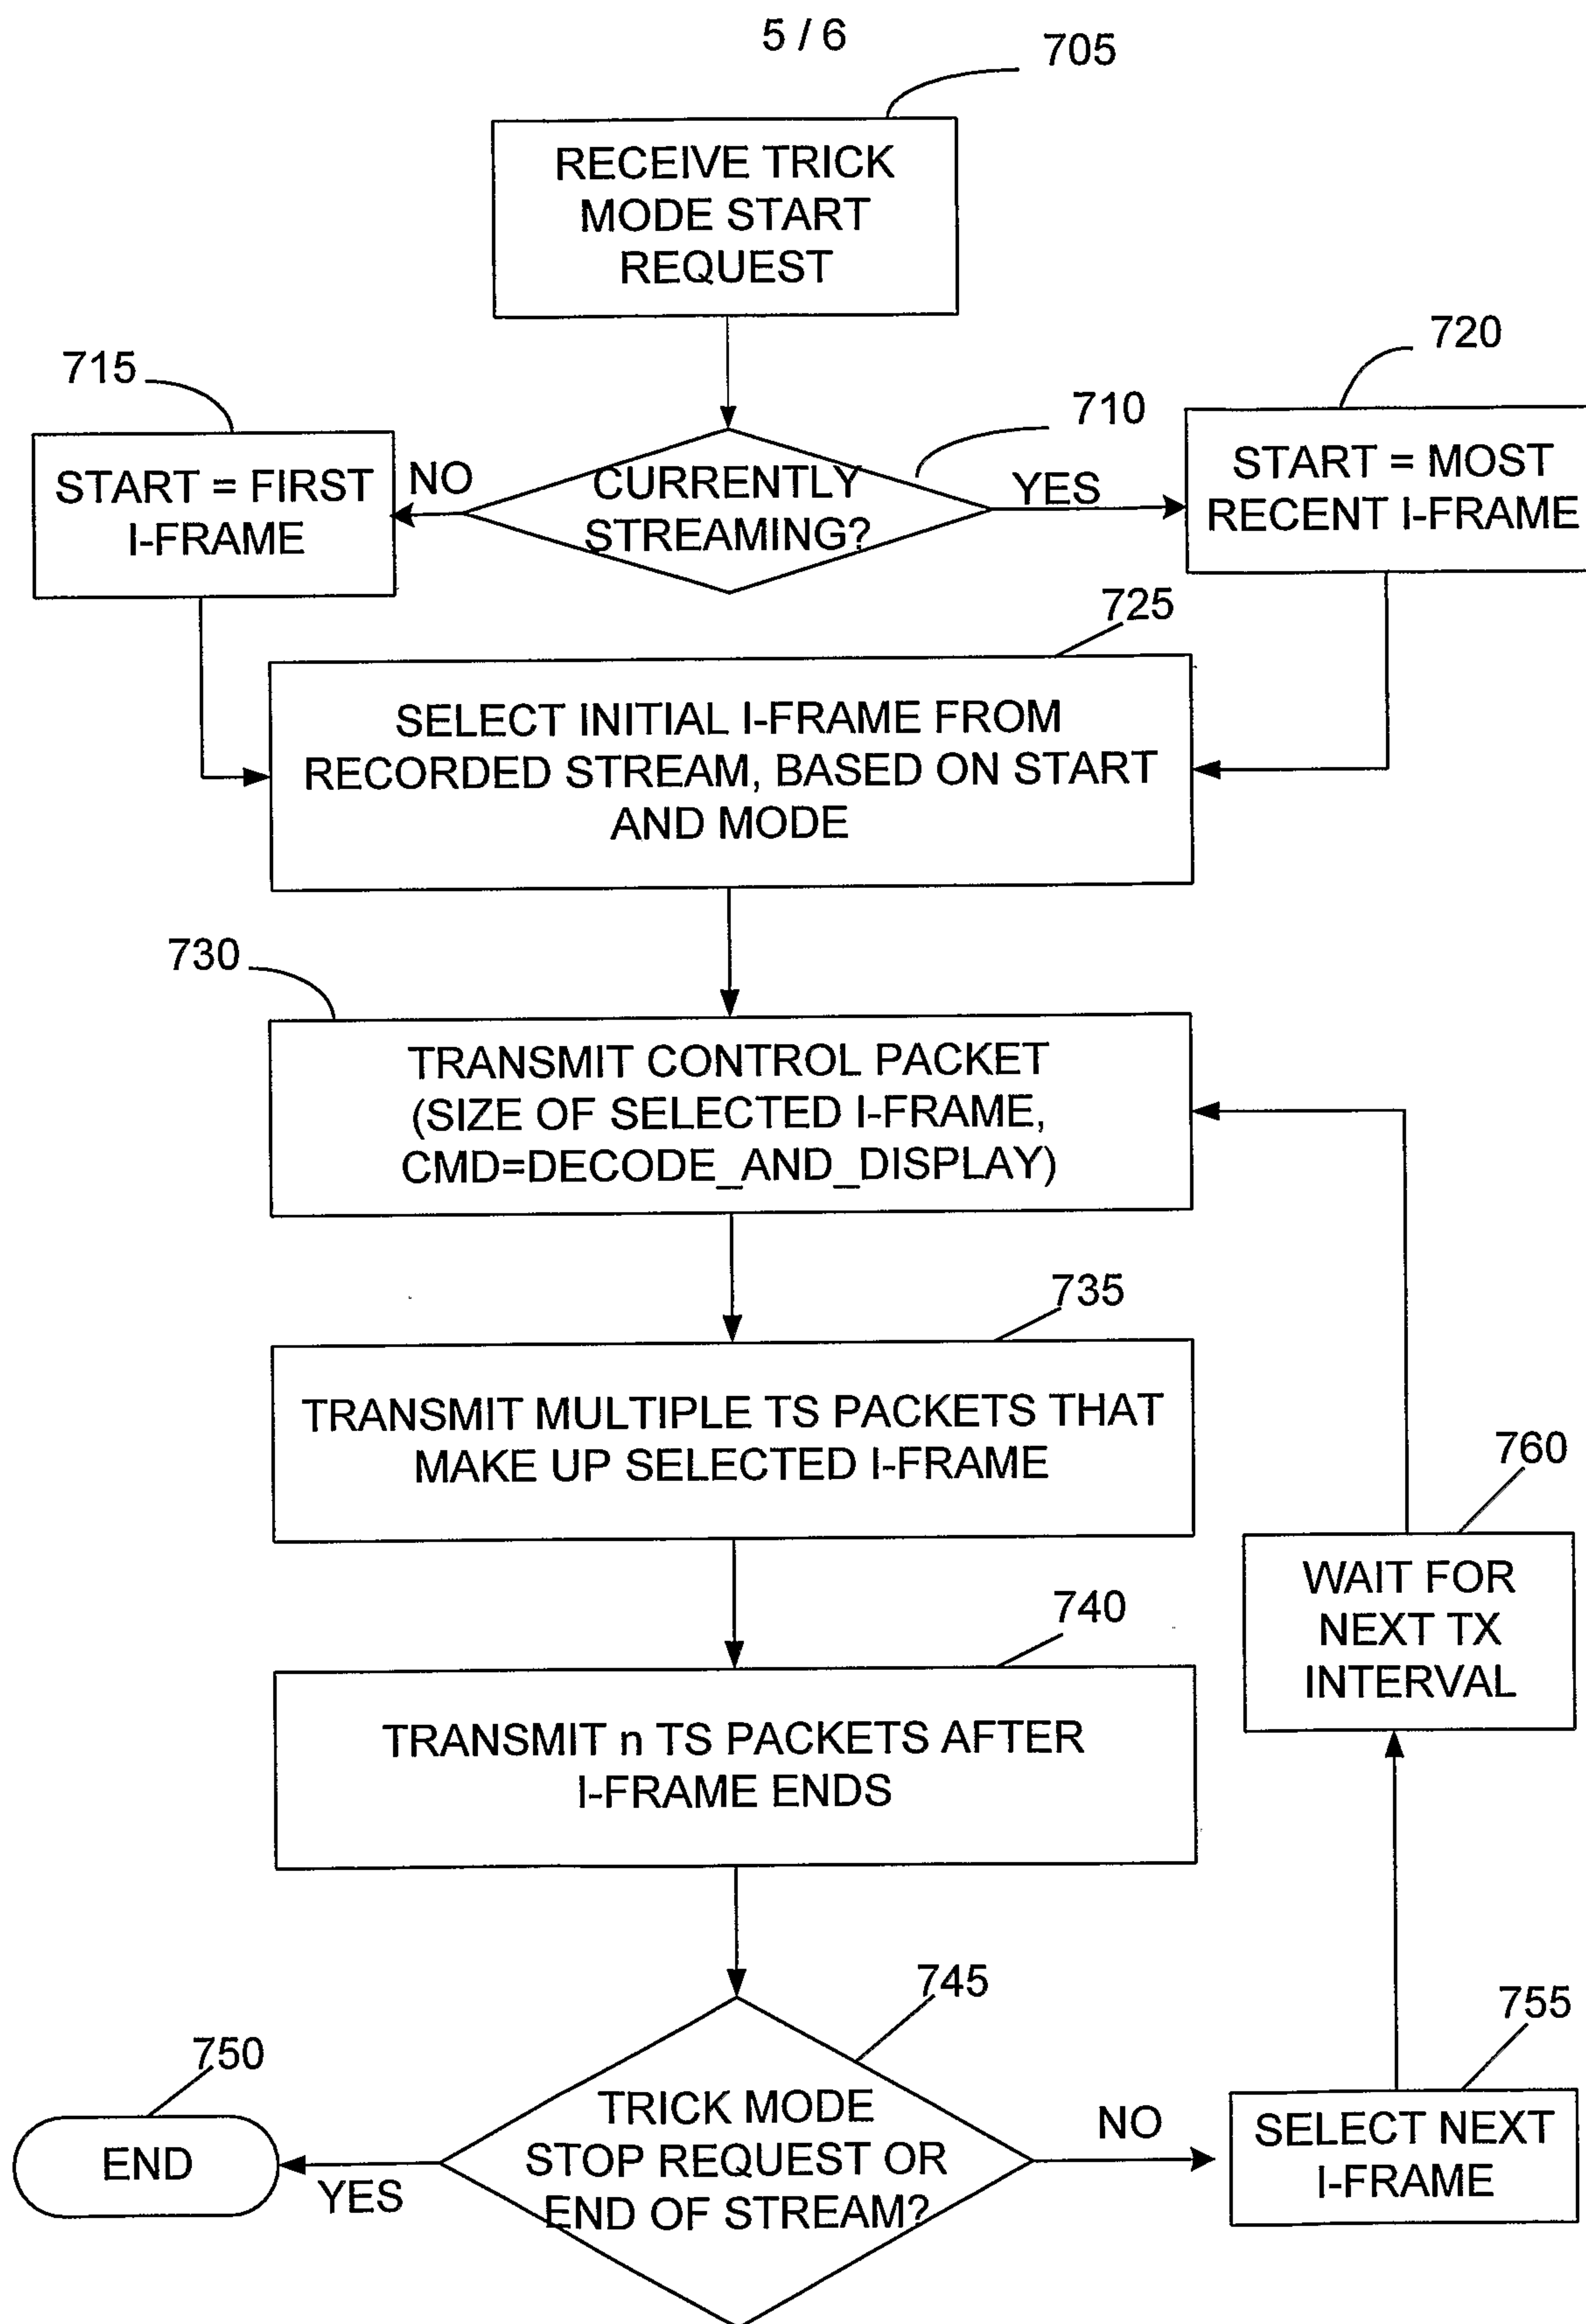 5 / 6
705
RECEIVE TRICK
MODE START
REQUEST
715
720
710
START = FIRST
I-FRAME
NO
CURRENTLY
STREAMING?
YES
START = MOST
RECENT I-FRAME
725
SELECT INITIAL I-FRAME FROM
RECORDED STREAM, BASED ON START
AND MODE
730
TRANSMIT CONTROL PACKET
(SIZE OF SELECTED I-FRAME,
CMD=DECODE_AND_DISPLAY)
735
TRANSMIT MULTIPLE TS PACKETS THAT
MAKE UP SELECTED I-FRAME
760
WAIT FOR
NEXT TX
INTERVAL
740
TRANSMIT n TS PACKETS AFTER
I-FRAME ENDS
745
750
755
END
YES
TRICK MODE
STOP REQUEST OR
END OF STREAM?
NO
SELECT NEXT
I-FRAME